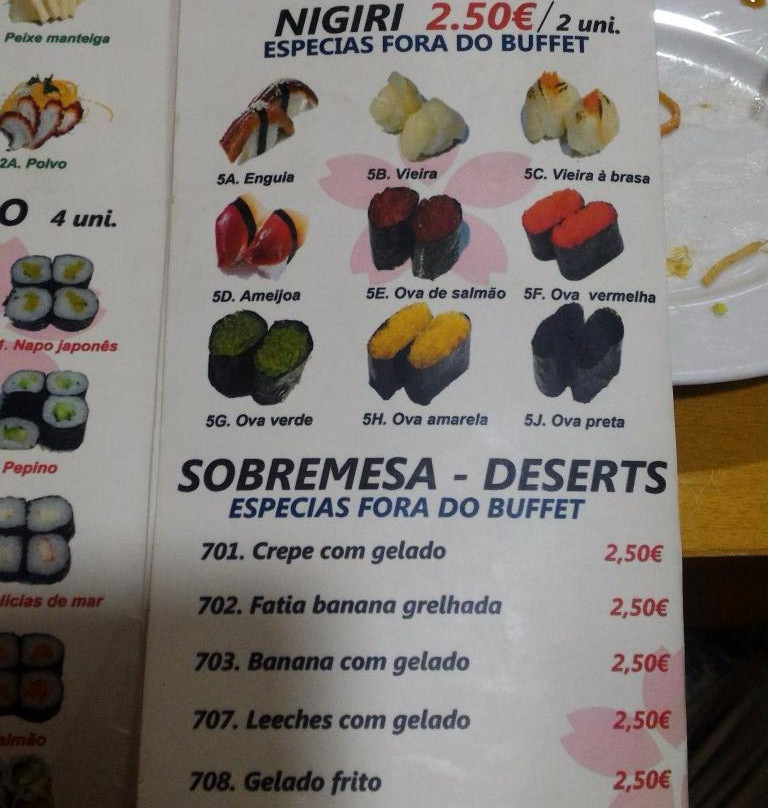 Peixe manteiga
2A. Polvo
O 4 uni.
1. Napo japonês
Pepino
lícias de mar
almão
NIGIRI 2.50€/2 uni.
ESPECIAS FORA DO BUFFET
5A. Enguia
5B. Vieira
5C. Vieira à brasa
5D. Ameijoa
5E. Ova de salmão
5F. Ova vermelha
5G. Ova verde
5H. Ova amarela
5J. Ova preta
SOBREMESA - DESERTS
ESPECIAS FORA DO BUFFET
701. Crepe com gelado 2,50€
702. Fatia banana grelhada 2,50€
703. Banana com gelado 2,50€
707. Leeches com gelado 2,50€
708. Gelado frito 2,50€